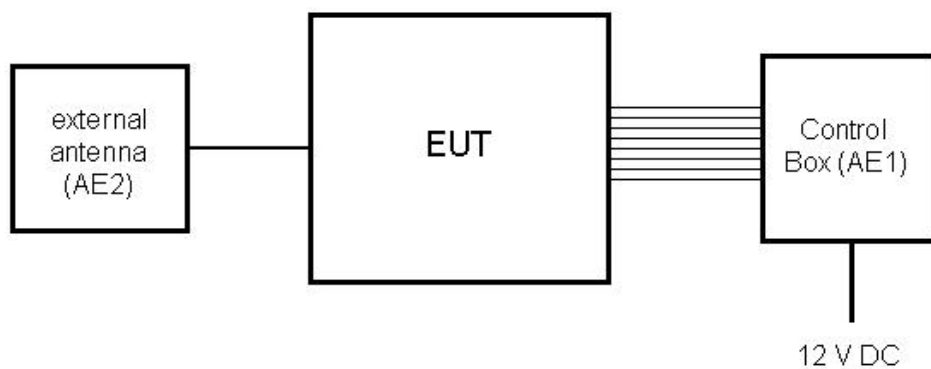 external
antenna
(AE2)
EUT
Control
Box (AE1)
12 V DC